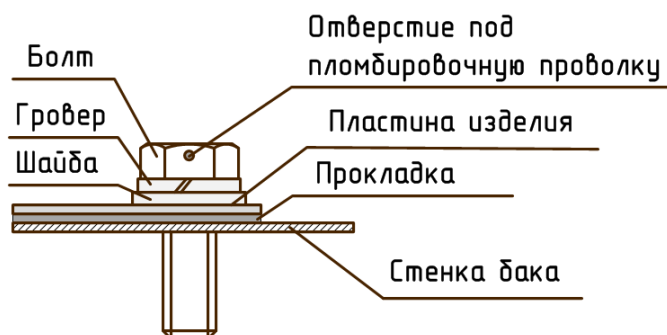 Отверстие под
пломбировочную проволку
Болт
Гровер
Пластина изделия
Шайба
Прокладка
Стенка бака